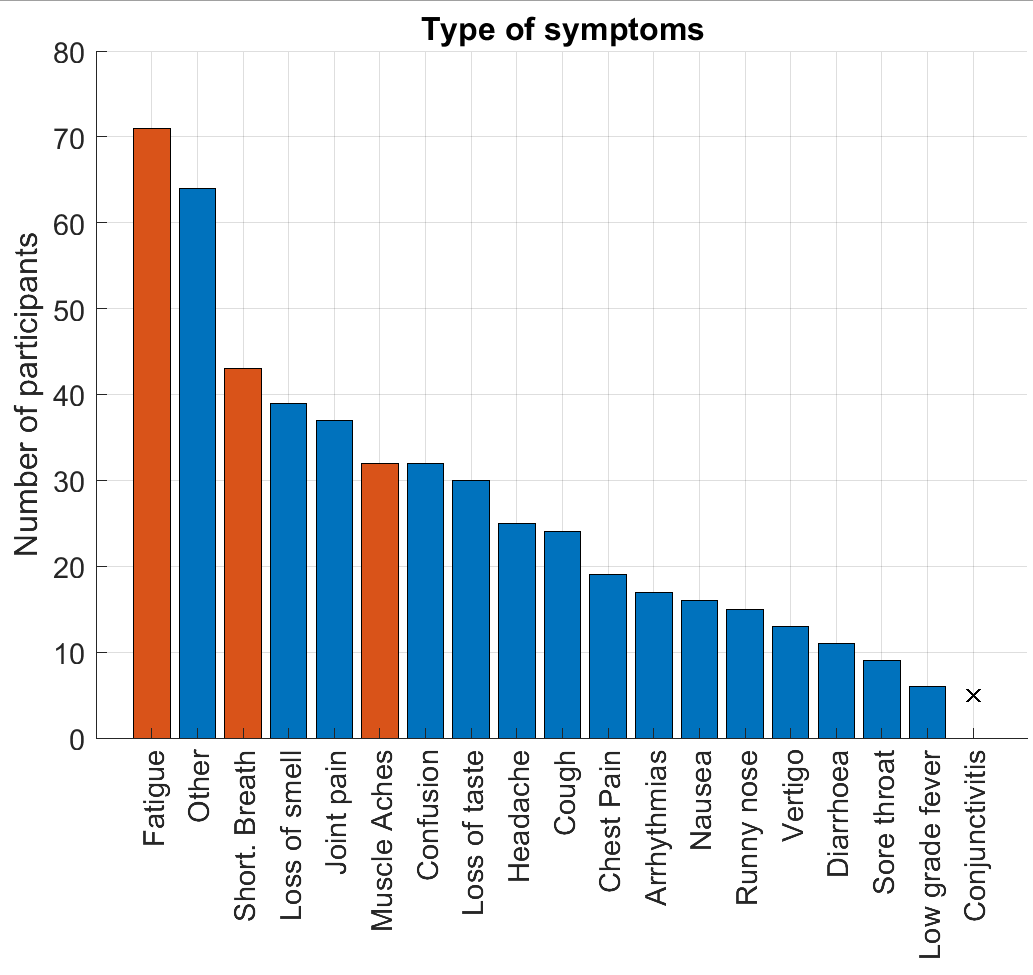 Type of symptoms
Number of participants
80
70
60
50
40
30
20
10
0
Fatigue
Other
Short. Breath
Loss of smell
Joint pain
Muscle Aches
Confusion
Loss of taste
Headache
Cough
Chest Pain
Arrhythmias
Nausea
Runny nose
Vertigo
Diarrhoea
Sore throat
Low grade fever
Conjunctivitis